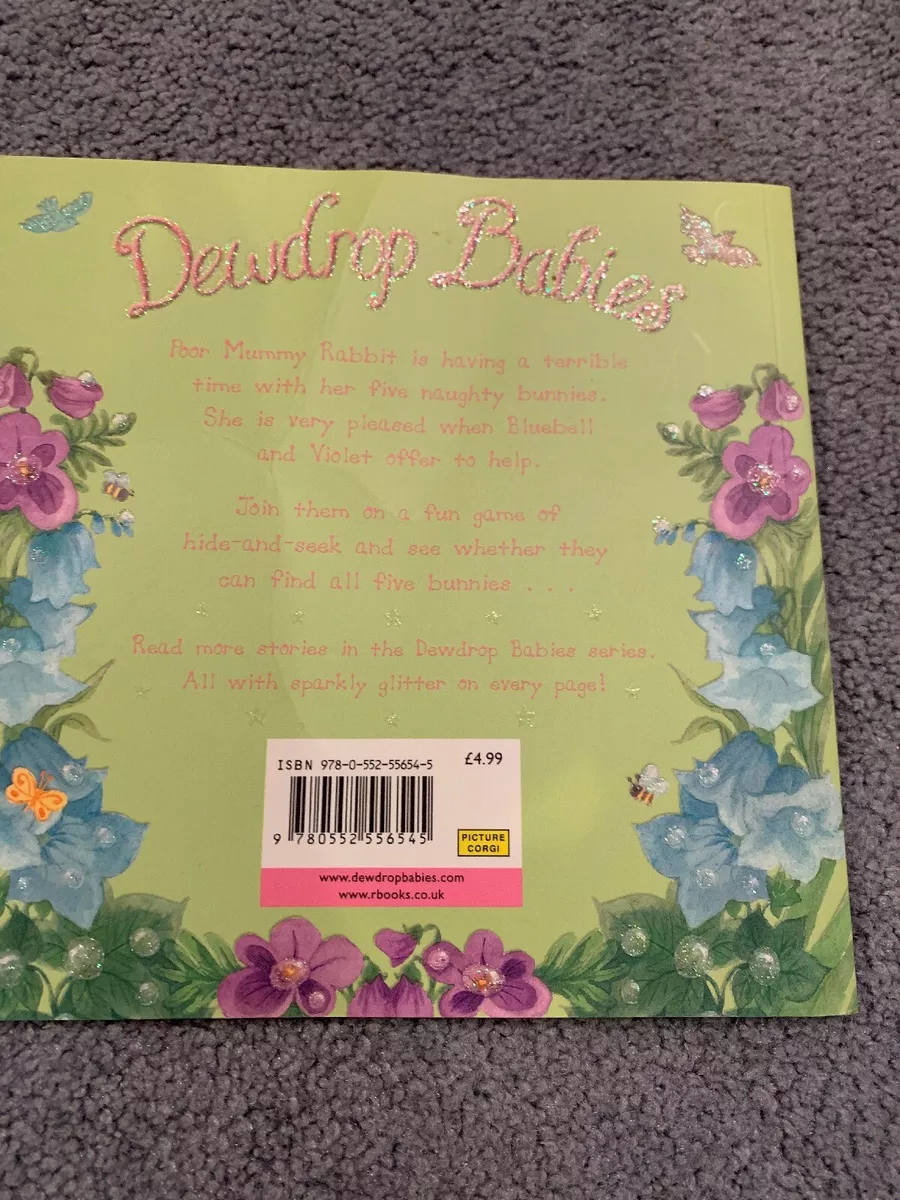 Dewdrop Babies
Poor Mummy Rabbit is having a terrible
time with her five naughty bunnies.
She is very pleased when Bluebell
and Violet offer to help.
Join them on a fun game of
hide-and-seek and see whether they
can find all five bunnies . . .
Read more stories in the Dewdrop Babies series.
All with sparkly glitter on every page!
ISBN 978-0-552-55654-5
£4.99
9 780552 556545
PICTURE
CORGI
www.dewdropbabies.com
www.rbooks.co.uk